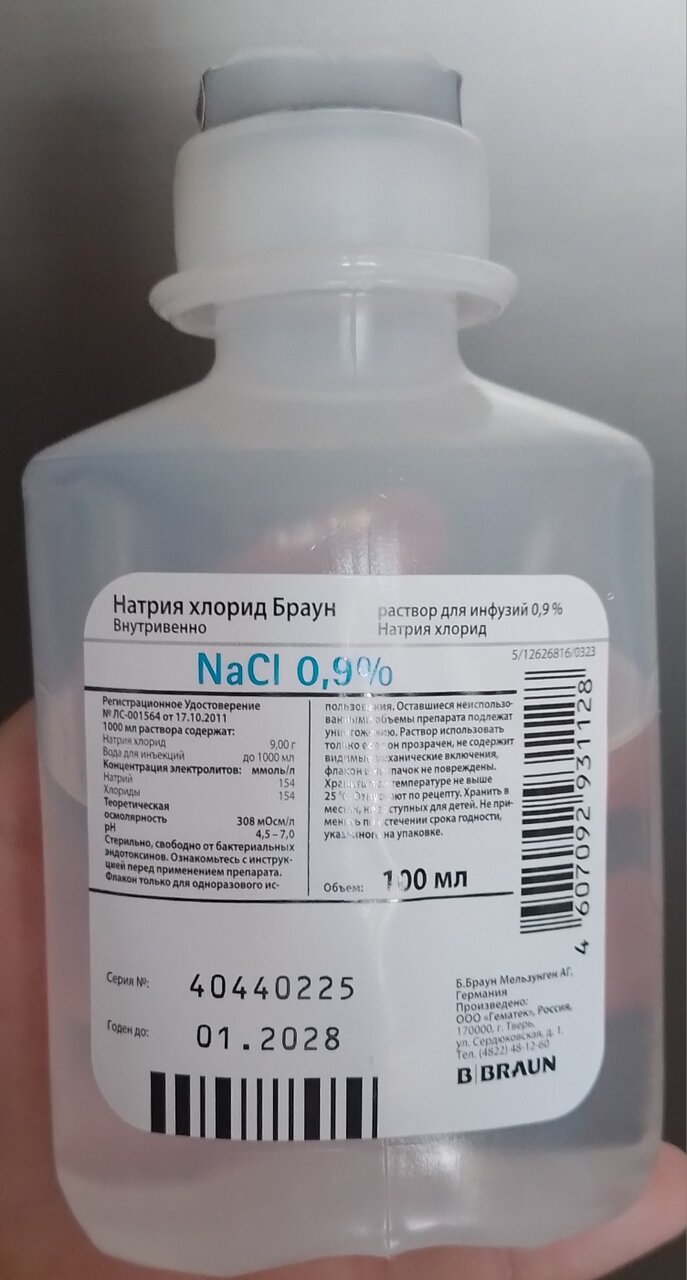 Натрия хлорид Браун
Внутривенно
раствор для инфузий 0,9 %
Натрия хлорид
NaCl 0,9%
5/12626816/0323
Регистрационное Удостоверение
№ ЛС-001564 от 17.10.2011
1000 мл раствора содержат:
Натрия хлорид 9,00 г
Вода для инъекций до 1000 мл
Концентрация электролитов: ммоль/л
Натрий 154
Хлориды 154
Теоретическая
осмолярность 308 мОсм/л
pH 4,5 – 7,0
Стерильно, свободно от бактериальных
эндотоксинов. Ознакомьтесь с инструк-
цией перед применением препарата.
Флакон только для одноразового ис-
пользования. Оставшиеся неиспользо-
ванными объемы препарата подлежат
уничтожению. Раствор использовать
только если он прозрачен, не содержит
видимые механические включения,
флакон и колпачок не повреждены.
Хранить при температуре не выше
25 °C. Отпускают по рецепту. Хранить в
местах, недоступных для детей. Не при-
менять по истечении срока годности,
указанного на упаковке.
Объем: 100 мл
4 607092 931128
Серия №: 40440225
Годен до: 01.2028
Б.Браун Мельзунген АГ,
Германия
Произведено:
ООО «Гематек», Россия,
170000, г. Тверь,
ул. Сердюковская, д. 1.
Тел. (4822) 48-12-60
B|BRAUN